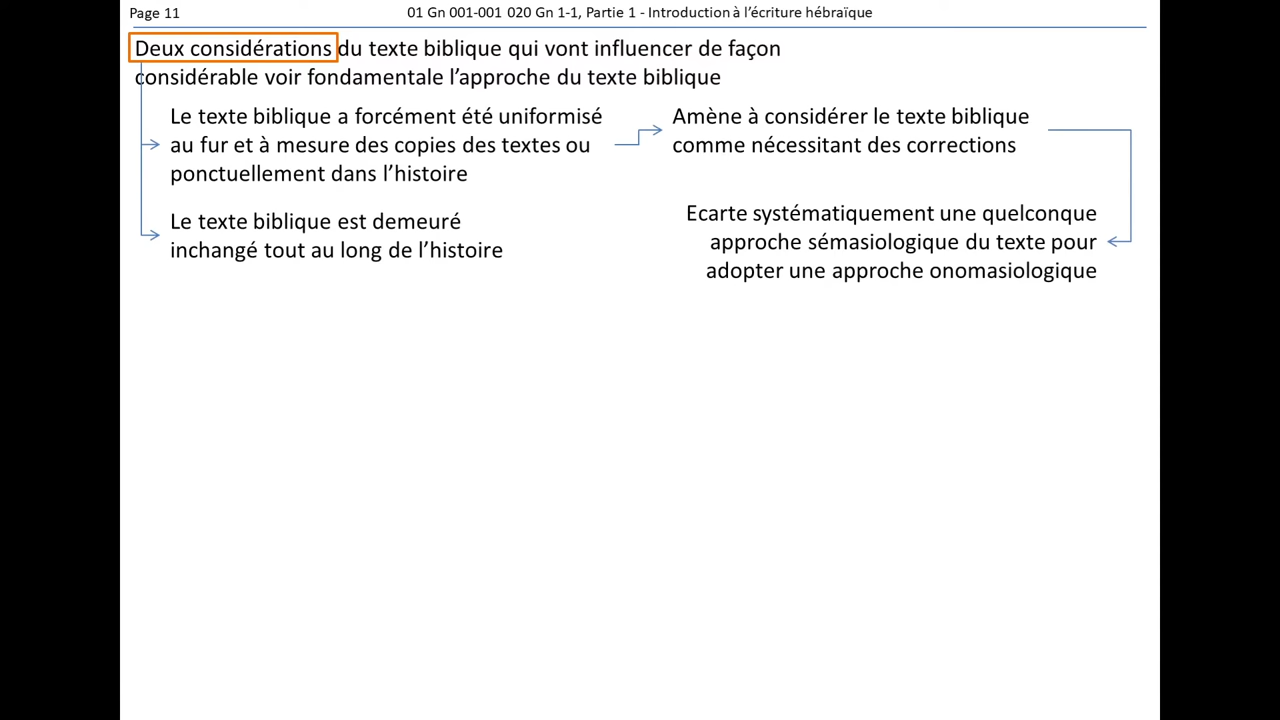 Page 11
01 Gn 001-001 020 Gn 1-1, Partie 1 - Introduction à l’écriture hébraïque
Deux considérations du texte biblique qui vont influencer de façon
considérable voir fondamentale l’approche du texte biblique
Le texte biblique a forcément été uniformisé
au fur et à mesure des copies des textes ou
ponctuellement dans l’histoire
Amène à considérer le texte biblique
comme nécessitant des corrections
Le texte biblique est demeuré
inchangé tout au long de l’histoire
Ecarte systématiquement une quelconque
approche sémasiologique du texte pour
adopter une approche onomasiologique